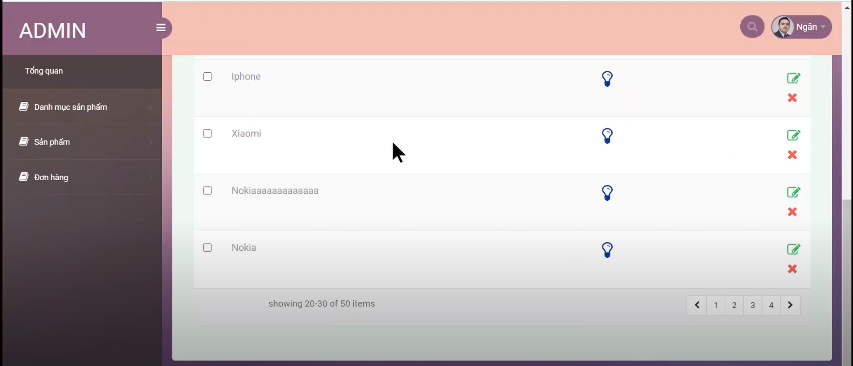 ADMIN
Ngân
Tổng quan
Danh mục sản phẩm
Sản phẩm
Đơn hàng
Iphone
Xiaomi
Nokiaaaaaaaaaaaaaa
Nokia
showing 20-30 of 50 items
1 2 3 4